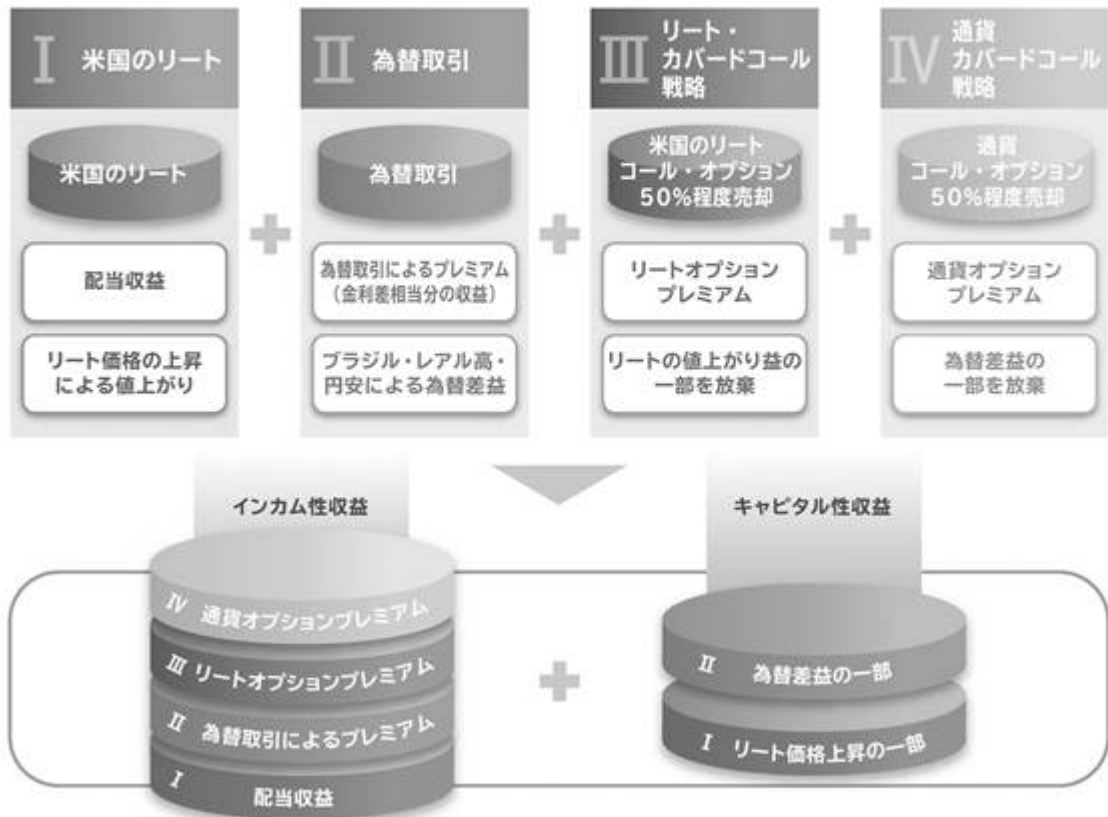 I 米国のリート
II 為替取引
III リート・
カバードコール
戦略
IV 通貨
カバードコール
戦略
米国のリート
為替取引
米国のリート
コール・オプション
50%程度売却
通貨
コール・オプション
50%程度売却
配当収益
為替取引によるプレミアム
(金利差相当分の収益)
リートオプション
プレミアム
通貨オプション
プレミアム
リート価格の上昇
による値上がり
ブラジル・レアル高・
円安による為替差益
リートの値上がり益の
一部を放棄
為替差益の
一部を放棄
インカム性収益
IV 通貨オプションプレミアム
III リートオプションプレミアム
II 為替取引によるプレミアム
I 配当収益
キャピタル性収益
II 為替差益の一部
I リート価格上昇の一部